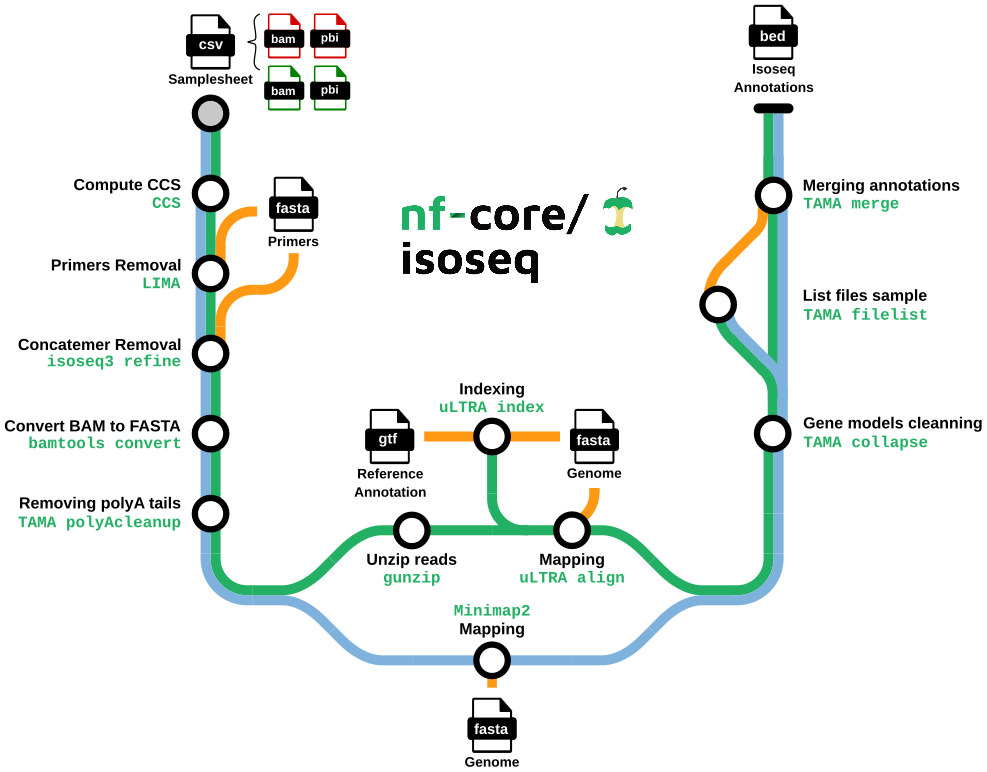 csv
bam
pbi
bam
pbi
Samplesheet
bed
Isoseq
Annotations
Compute CCS
CCS
fasta
Primers
Primers Removal
LIMA
Concatemer Removal
isoseq3 refine
Convert BAM to FASTA
bamtools convert
Removing polyA tails
TAMA polyAcleanup
nf-core/
isoseq
Merging annotations
TAMA merge
List files sample
TAMA filelist
Gene models cleanning
TAMA collapse
Indexing
uLTRA index
gtf
Reference
Annotation
fasta
Genome
Unzip reads
gunzip
Mapping
uLTRA align
Minimap2
Mapping
fasta
Genome